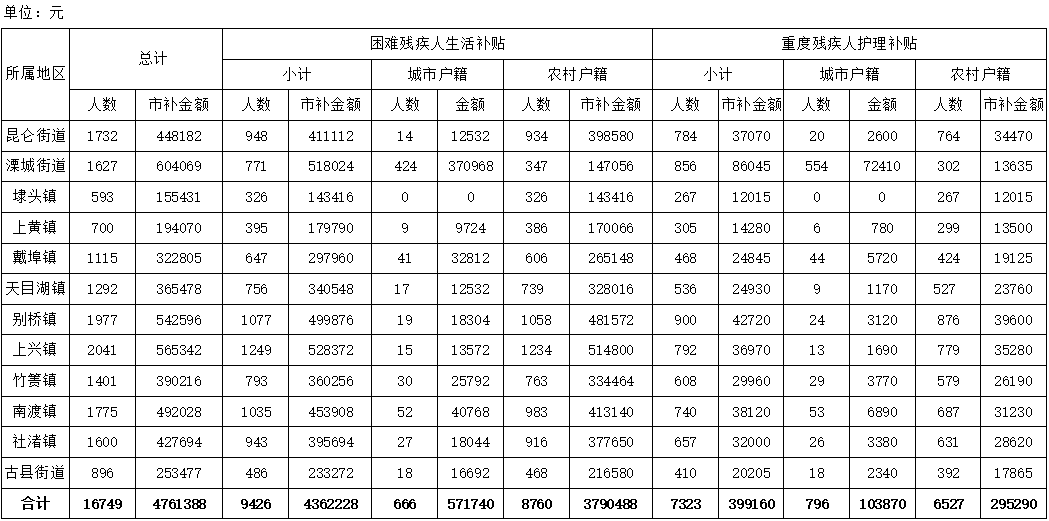 单位：元
所属地区 总计 困难残疾人生活补贴 重度残疾人护理补贴
小计 城市户籍 农村户籍 小计 城市户籍 农村户籍
人数 市补金额 人数 市补金额 人数 金额 人数 市补金额 人数 市补金额 人数 金额 人数 市补金额
昆仑街道 1732 448182 948 411112 14 12532 934 398580 784 37070 20 2600 764 34470
溧城街道 1627 604069 771 518024 424 370968 347 147056 856 86045 554 72410 302 13635
埭头镇 593 155431 326 143416 0 0 326 143416 267 12015 0 0 267 12015
上黄镇 700 194070 395 179790 9 9724 386 170066 305 14280 6 780 299 13500
戴埠镇 1115 322805 647 297960 41 32812 606 265148 468 24845 44 5720 424 19125
天目湖镇 1292 365478 756 340548 17 12532 739 328016 536 24930 9 1170 527 23760
别桥镇 1977 542596 1077 499876 19 18304 1058 481572 900 42720 24 3120 876 39600
上兴镇 2041 565342 1249 528372 15 13572 1234 514800 792 36970 13 1690 779 35280
竹箦镇 1401 390216 793 360256 30 25792 763 334464 608 29960 29 3770 579 26190
南渡镇 1775 492028 1035 453908 52 40768 983 413140 740 38120 53 6890 687 31230
社渚镇 1600 427694 943 395694 27 18044 916 377650 657 32000 26 3380 631 28620
古县街道 896 253477 486 233272 18 16692 468 216580 410 20205 18 2340 392 17865
合计 16749 4761388 9426 4362228 666 571740 8760 3790488 7323 399160 796 103870 6527 295290